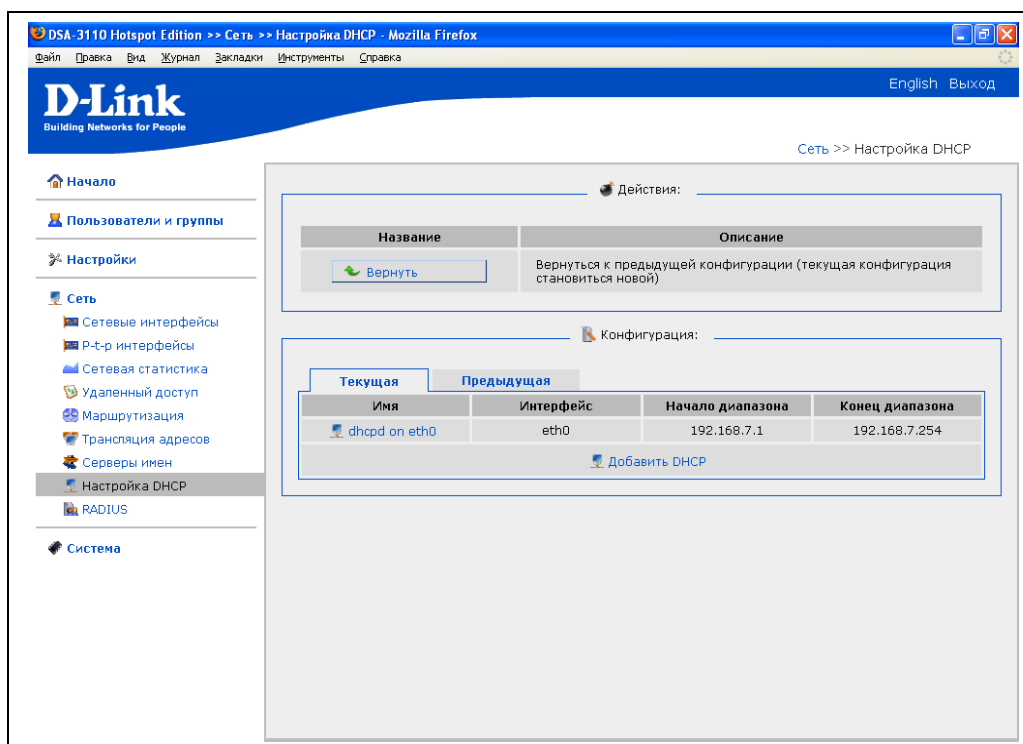 DSA-3110 Hotspot Edition >> Сеть >> Настройка DHCP - Mozilla Firefox
Файл Правка Вид Журнал Закладки Инструменты Справка
English Выход
D-Link
Building Networks for People
Сеть >> Настройка DHCP
Начало
Пользователи и группы
Настройки
Сеть
Сетевые интерфейсы
P-t-p интерфейсы
Сетевая статистика
Удаленный доступ
Маршрутизация
Трансляция адресов
Серверы имен
Настройка DHCP
RADIUS
Система
Действия:
Название Описание
Вернуть Вернуться к предыдущей конфигурации (текущая конфигурация
становиться новой)
Конфигурация:
Текущая Предыдущая
Имя Интерфейс Начало диапазона Конец диапазона
dhcpd on eth0 eth0 192.168.7.1 192.168.7.254
Добавить DHCP